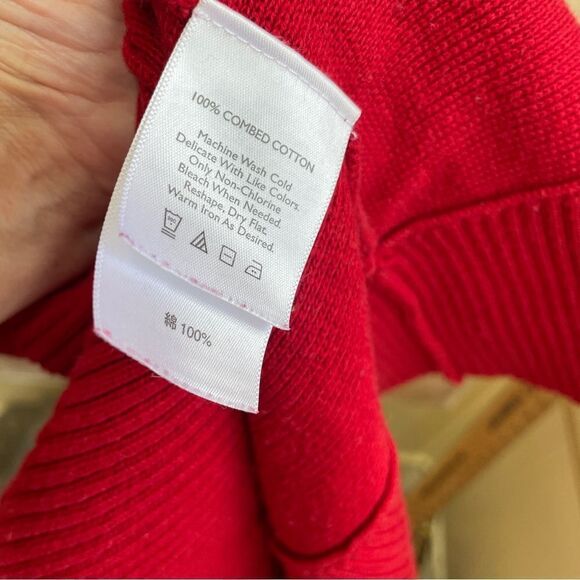 100% COMBED COTTON
Machine Wash Cold
Delicate With Like Colors.
Only Non-Chlorine
Bleach When Needed.
Reshape, Dry Flat.
Warm Iron As Desired.
綿 100%